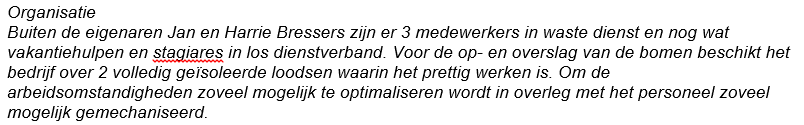 Organisatie
Buiten de eigenaren Jan en Harrie Bressers zijn er 3 medewerkers in waste dienst en nog wat
vakantiehulpen en stagiares in los dienstverband. Voor de op- en overslag van de bomen beschikt het
bedrijf over 2 volledig geïsoleerde loodsen waarin het prettig werken is. Om de
arbeidsomstandigheden zoveel mogelijk te optimaliseren wordt in overleg met het personeel zoveel
mogelijk gemechaniseerd.